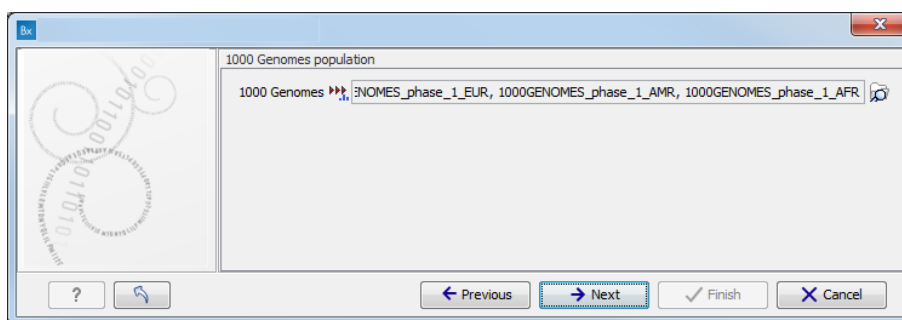 Bx
1000 Genomes population
1000 Genomes ENOMES_phase_1_EUR, 1000GENOMES_phase_1_AMR, 1000GENOMES_phase_1_AFR
? Previous Next Finish Cancel